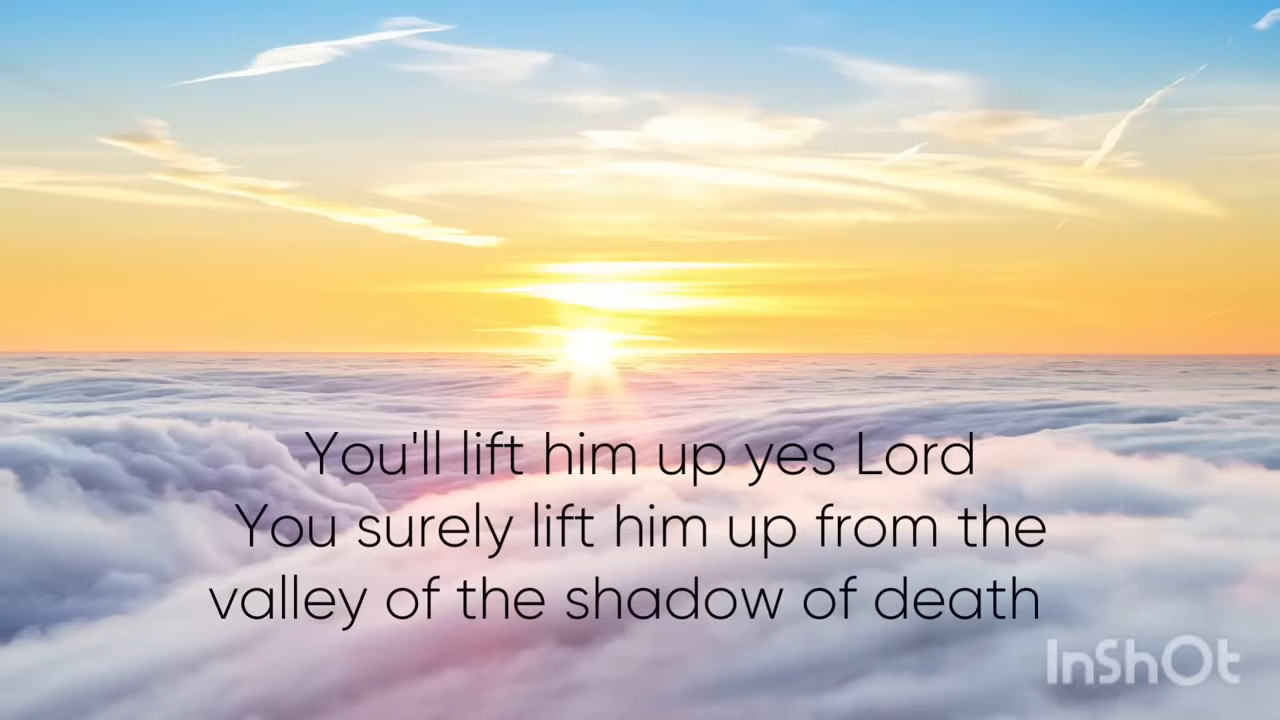 You'll lift him up yes Lord
You surely lift him up from the
valley of the shadow of death
InShOt